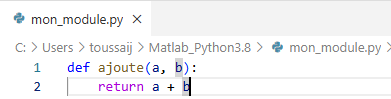 mon_module.py ×
C: > Users > toussaij > Matlab_Python3.8 > mon_module.py > ...
1 def ajoute(a, b):
2     return a + b